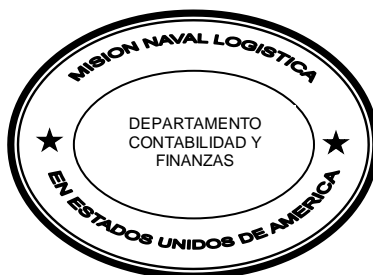 MISION NAVAL LOGISTICA
DEPARTAMENTO
CONTABILIDAD Y
FINANZAS
EN ESTADOS UNIDOS DE AMERICA